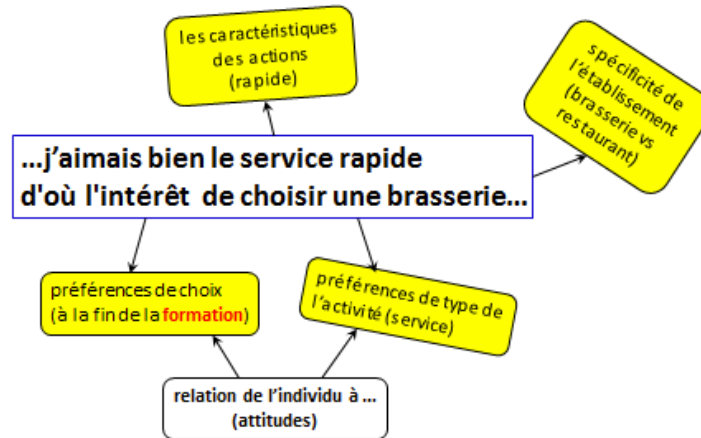 les caractéristiques
des actions
(rapide)
spécificité de
l'établissement
(brasserie vs
restaurant)
...j'aimais bien le service rapide
d'où l'intérêt de choisir une brasserie...
préférences de choix
(à la fin de la formation)
préférences de type de
l'activité (service)
relation de l'individu à ...
(attitudes)